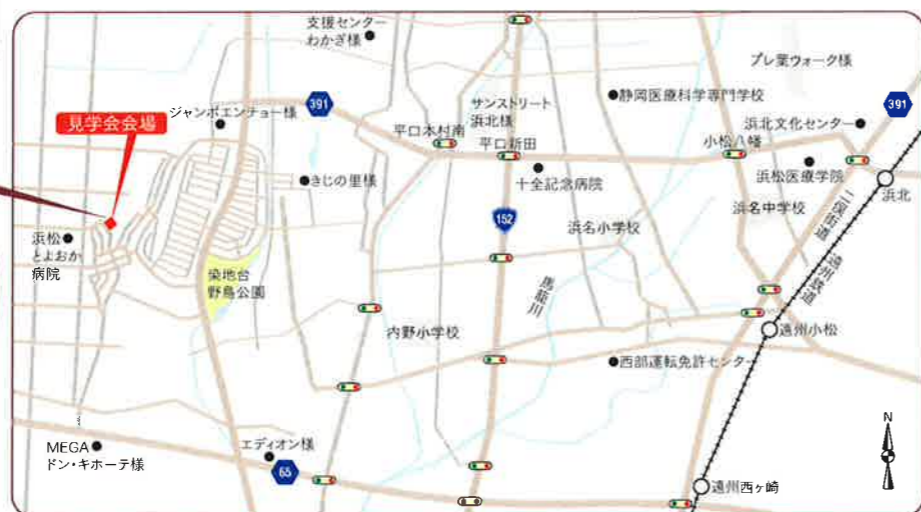 支援センター
わかぎ様
プレ葉ウォーク様
391
サンストリート
浜北様
静岡医療科学専門学校
391
ジャンボエンチョー様
見学会会場
平口本村南
平口新田
小松八幡
浜北文化センター
十全記念病院
浜松医療学院
きじの里様
浜北
152
浜名小学校
浜名中学校
二俣街道
遠州鉄道
浜松
とよおか
病院
染地台
野鳥公園
馬籠川
内野小学校
遠州小松
西部運転免許センター
MEGA
ドン・キホーテ様
エディオン様
65
N
遠州西ヶ崎